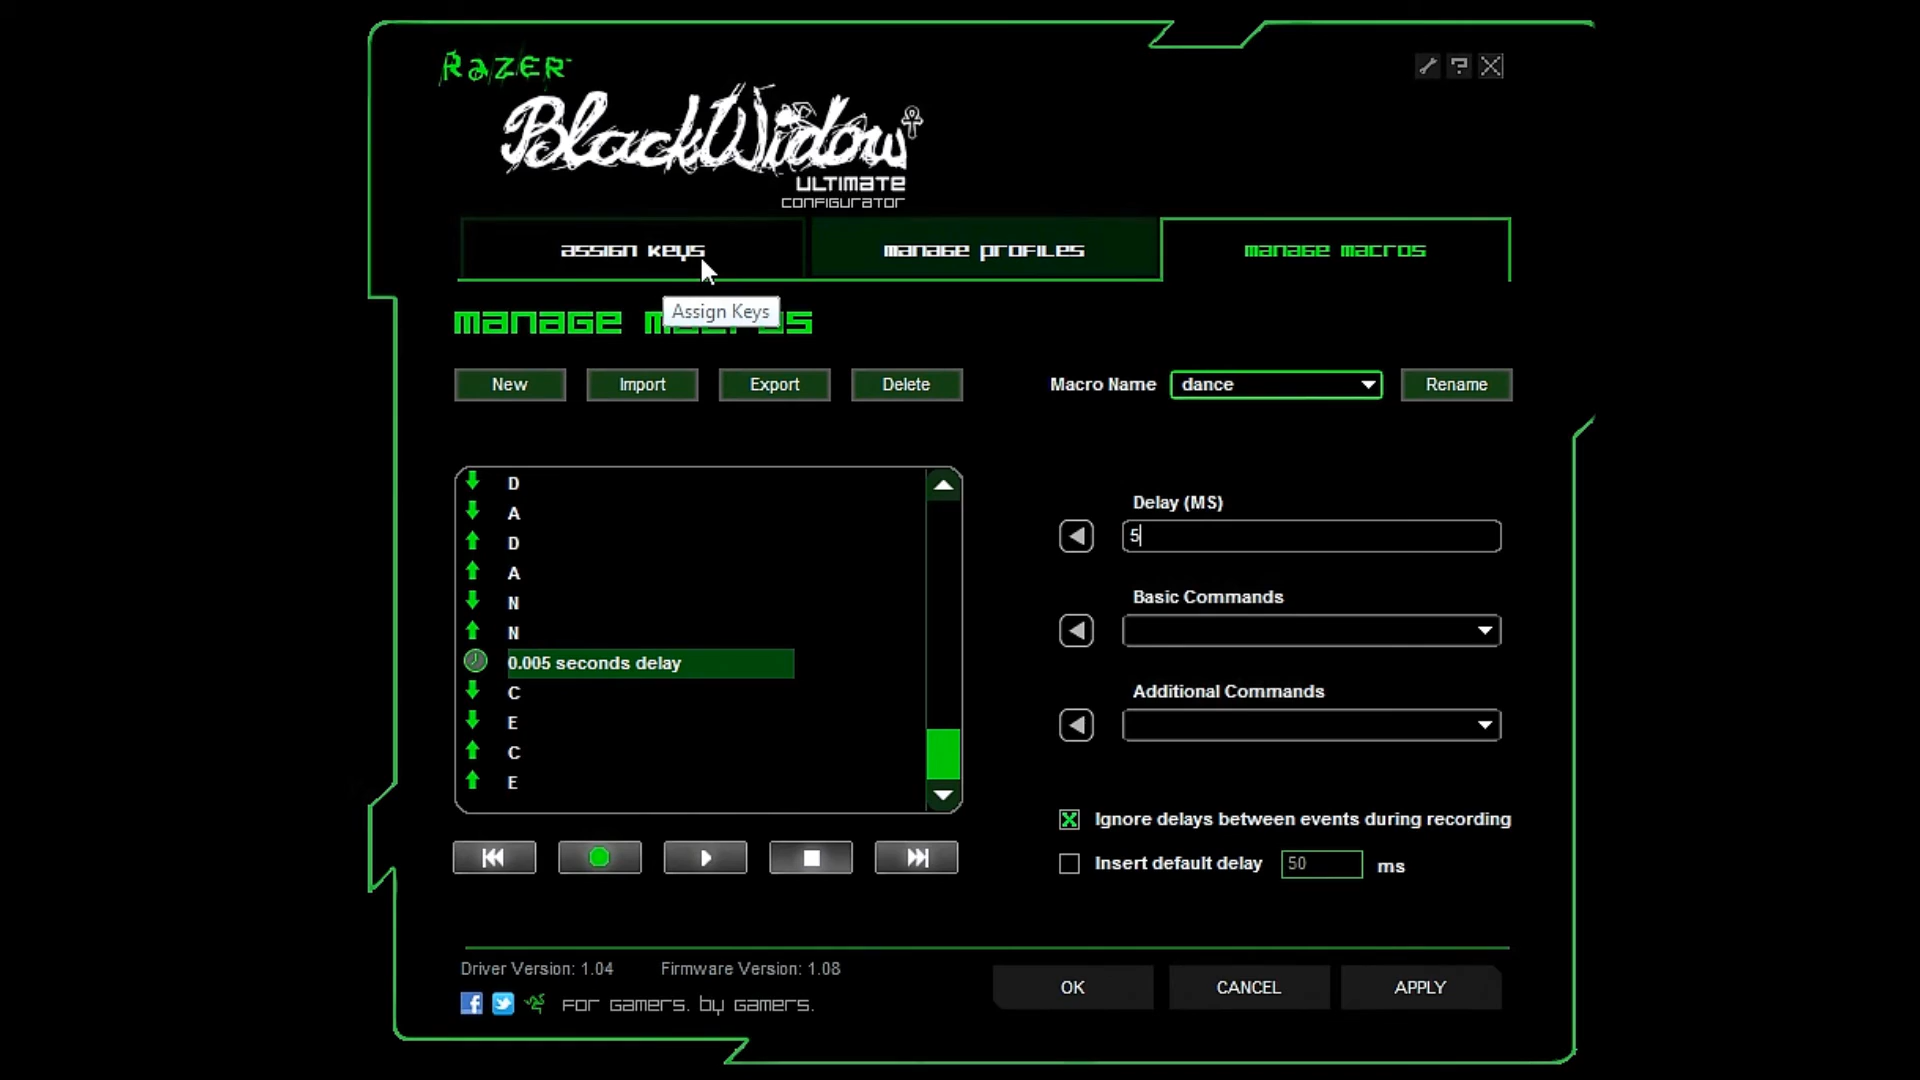 RAZER
BlackWidow
ULTIMATE
CONFIGURATOR
assign keys
manage profiles
manage macros
Assign Keys
manage
New
Import
Export
Delete
Macro Name
dance
Rename
D
A
D
A
N
N
0.005 seconds delay
C
E
C
E
Delay (MS)
5
Basic Commands
Additional Commands
Ignore delays between events during recording
Insert default delay 50 ms
Driver Version: 1.04 Firmware Version: 1.08
For Gamers. By Gamers.
OK
CANCEL
APPLY